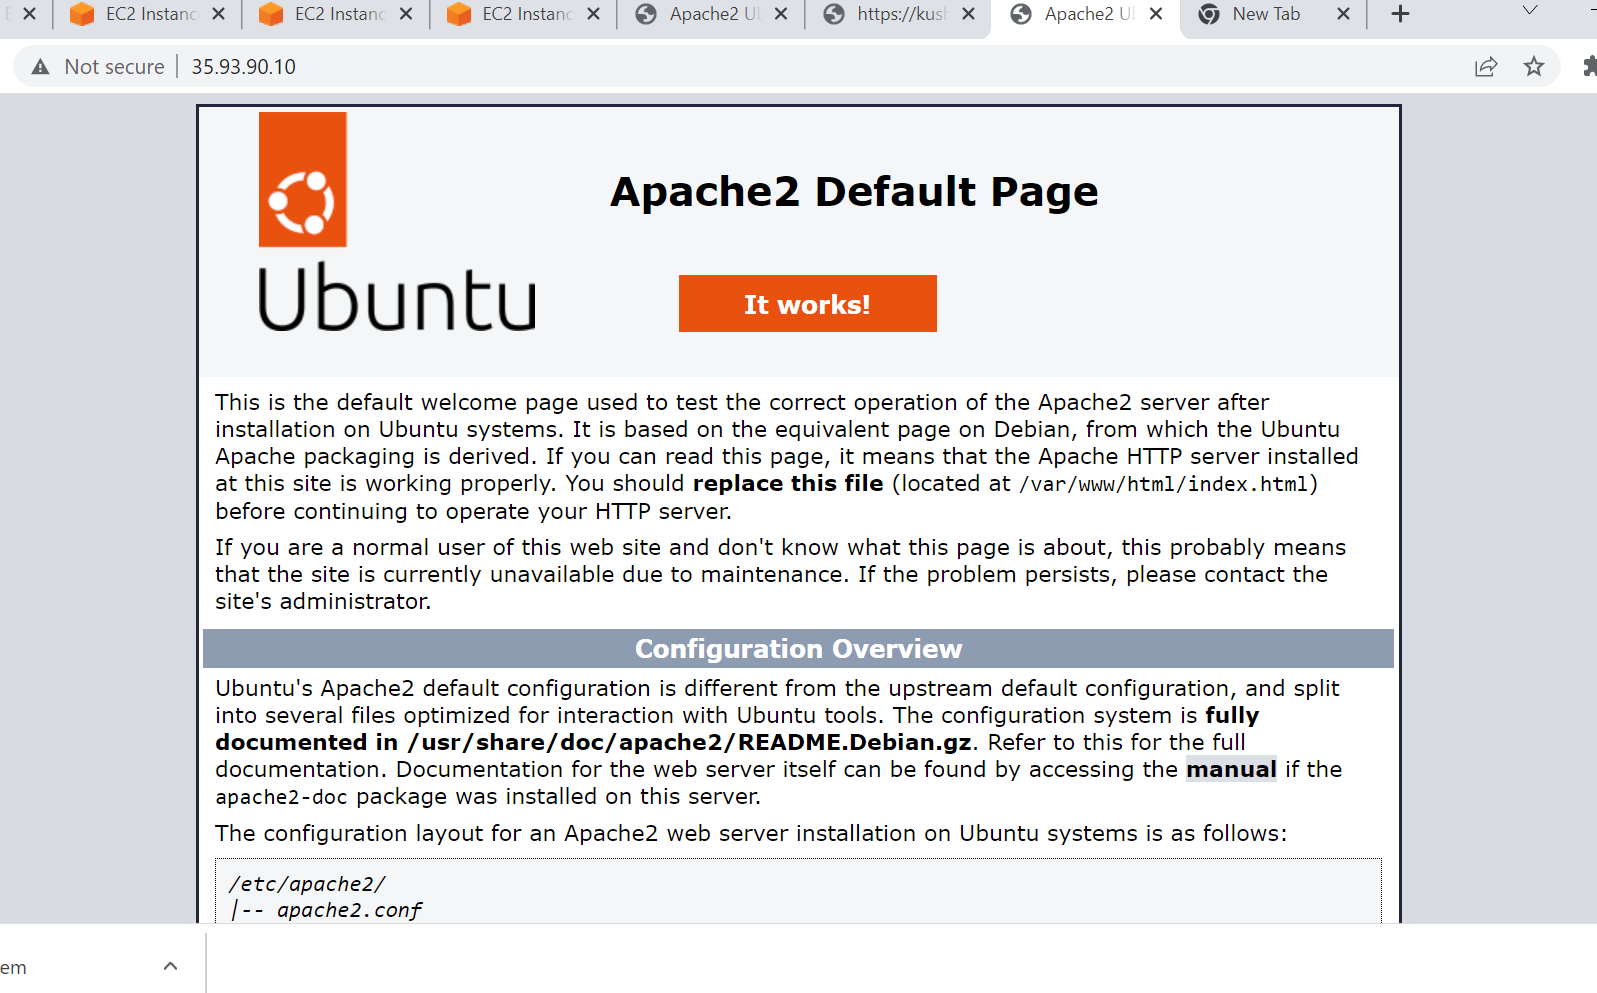 EC2 Instanc
EC2 Instanc
EC2 Instanc
Apache2 Ub
https://kush
Apache2 Ub
New Tab
Not secure
35.93.90.10
Apache2 Default Page
Ubuntu
It works!
This is the default welcome page used to test the correct operation of the Apache2 server after
installation on Ubuntu systems. It is based on the equivalent page on Debian, from which the Ubuntu
Apache packaging is derived. If you can read this page, it means that the Apache HTTP server installed
at this site is working properly. You should replace this file (located at /var/www/html/index.html)
before continuing to operate your HTTP server.
If you are a normal user of this web site and don't know what this page is about, this probably means
that the site is currently unavailable due to maintenance. If the problem persists, please contact the
site's administrator.
Configuration Overview
Ubuntu's Apache2 default configuration is different from the upstream default configuration, and split
into several files optimized for interaction with Ubuntu tools. The configuration system is fully
documented in /usr/share/doc/apache2/README.Debian.gz. Refer to this for the full
documentation. Documentation for the web server itself can be found by accessing the manual if the
apache2-doc package was installed on this server.
The configuration layout for an Apache2 web server installation on Ubuntu systems is as follows:
/etc/apache2/
|-- apache2.conf
em